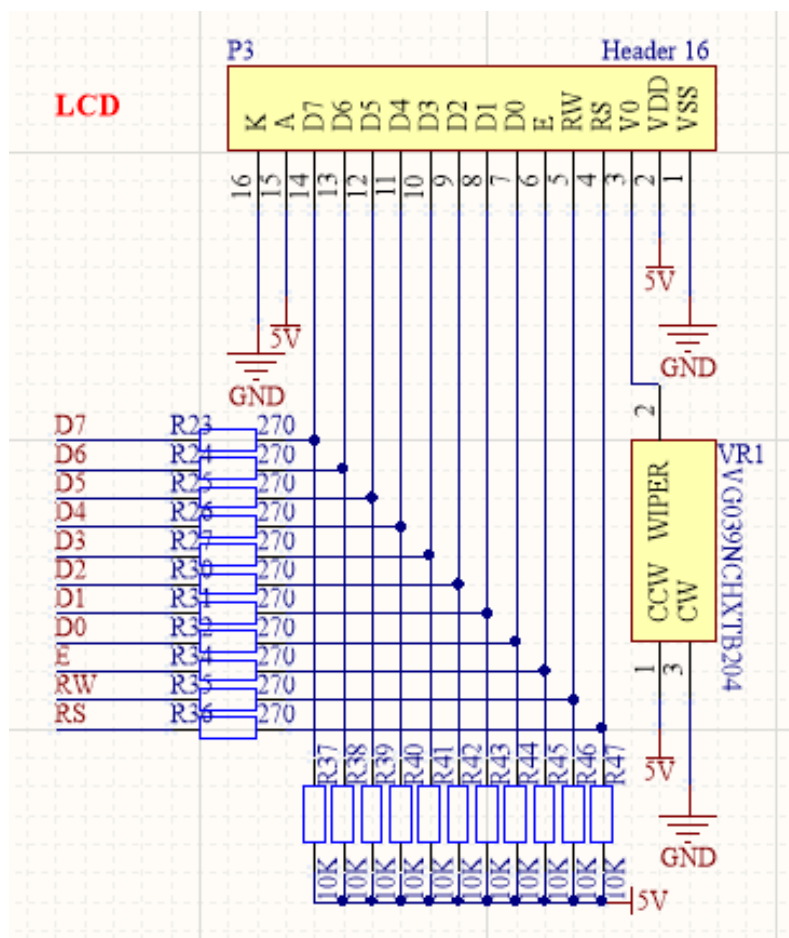 P3 Header 16
LCD
K A D7 D6 D5 D4 D3 D2 D1 D0 E RW RS V0 VDD VSS
16 15 14 13 12 11 10 9 8 7 6 5 4 3 2 1
5V
5V
GND
GND
2
D7 R23 270
D6 R24 270
D5 R25 270
D4 R26 270
D3 R27 270
D2 R30 270
D1 R31 270
D0 R32 270
E R34 270
RW R35 270
RS R36 270
VR1
VG039NCHXTB204
WIPER
CCW
CW
1 3
5V
GND
R37 R38 R39 R40 R41 R42 R43 R44 R45 R46 R47
10K 10K 10K 10K 10K 10K 10K 10K 10K 10K 10K
5V